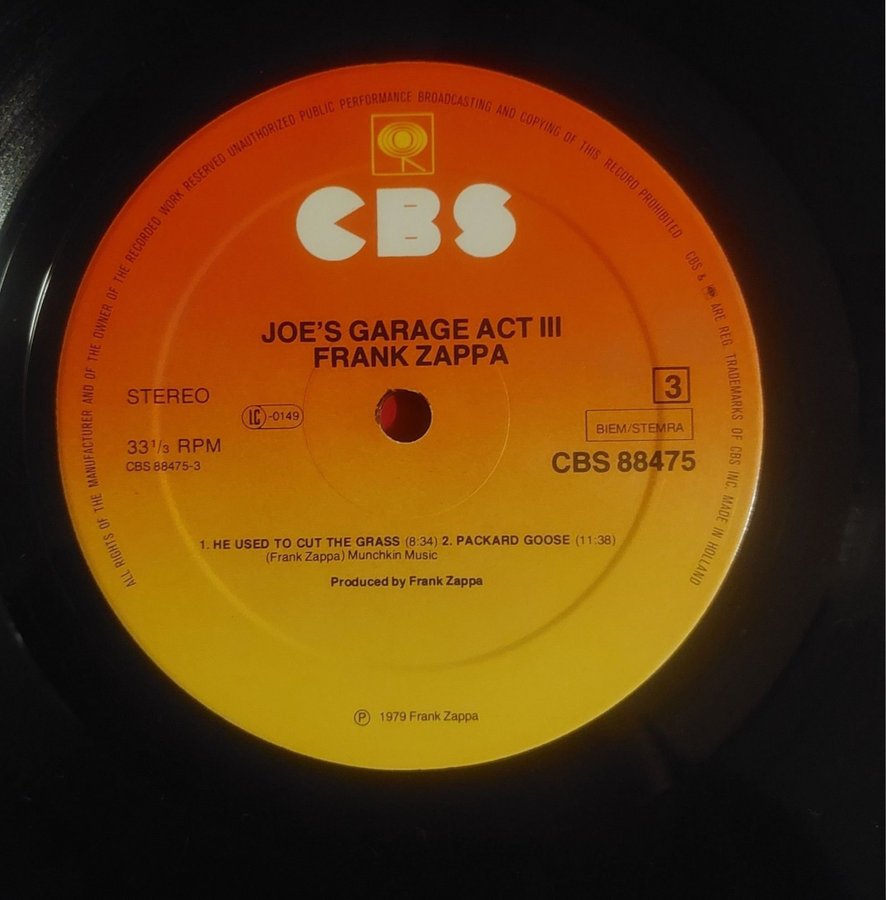 ALL RIGHTS OF THE MANUFACTURER AND OF THE OWNER OF THE RECORDED WORK RESERVED UNAUTHORIZED PUBLIC PERFORMANCE BROADCASTING AND COPYING OF THIS RECORD PROHIBITED CBS & ARE REG. TRADEMARKS OF CBS INC. MADE IN HOLLAND
CBS
JOE'S GARAGE ACT III
FRANK ZAPPA
STEREO
LC -0149
3
33⅓ RPM
BIEM/STEMRA
CBS 88475-3
CBS 88475
1. HE USED TO CUT THE GRASS (8:34) 2. PACKARD GOOSE (11:38)
(Frank Zappa) Munchkin Music
Produced by Frank Zappa
℗ 1979 Frank Zappa